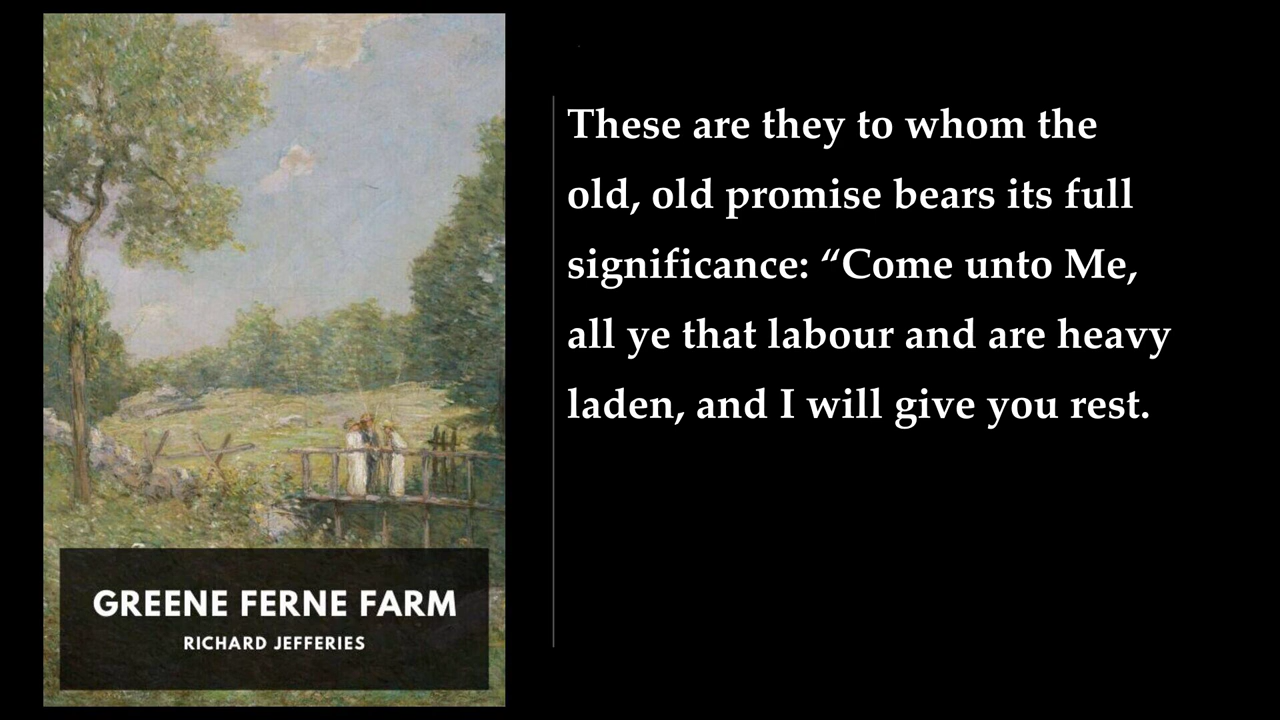 GREENE FERNE FARM
RICHARD JEFFERIES
These are they to whom the
old, old promise bears its full
significance: “Come unto Me,
all ye that labour and are heavy
laden, and I will give you rest.